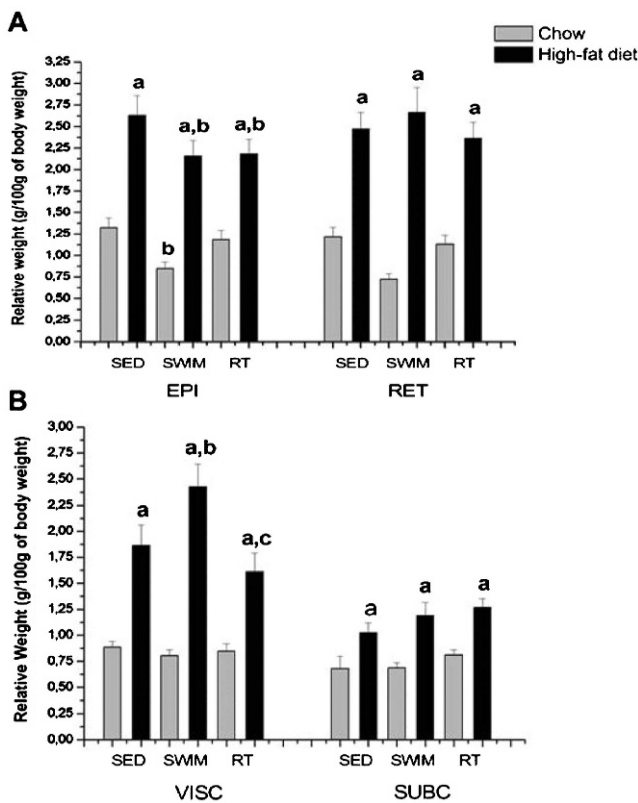 A
Chow
High-fat diet
Relative weight (g/100g of body weight)
3,25
3,00
2,75
2,50
2,25
2,00
1,75
1,50
1,25
1,00
0,75
0,50
0,25
0,00
a
a,b
a,b
b
a
a
a
SED SWIM RT SED SWIM RT
EPI RET
B
Relative Weight (g/100g of body weight)
3,00
2,75
2,50
2,25
2,00
1,75
1,50
1,25
1,00
0,75
0,50
0,25
0,00
a
a,b
a,c
a
a
a
SED SWIM RT SED SWIM RT
VISC SUBC